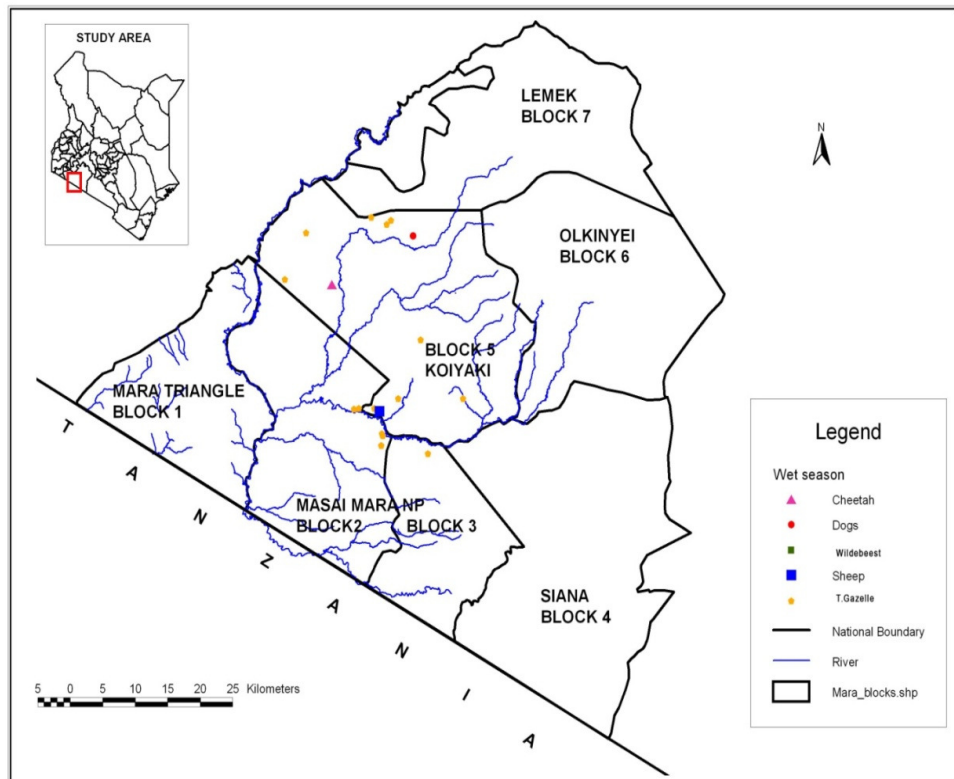 STUDY AREA
N
LEMEK
BLOCK 7
OLKINYEI
BLOCK 6
BLOCK 5
KOIYAKI
MARA TRIANGLE
BLOCK 1
MASAI MARA NP
BLOCK2
BLOCK 3
SIANA
BLOCK 4
T A N Z A N I A
5 0 5 10 15 20 25 Kilometers
Legend
Wet season
Cheetah
Dogs
Wildebeest
Sheep
T.Gazelle
National Boundary
River
Mara_blocks.shp